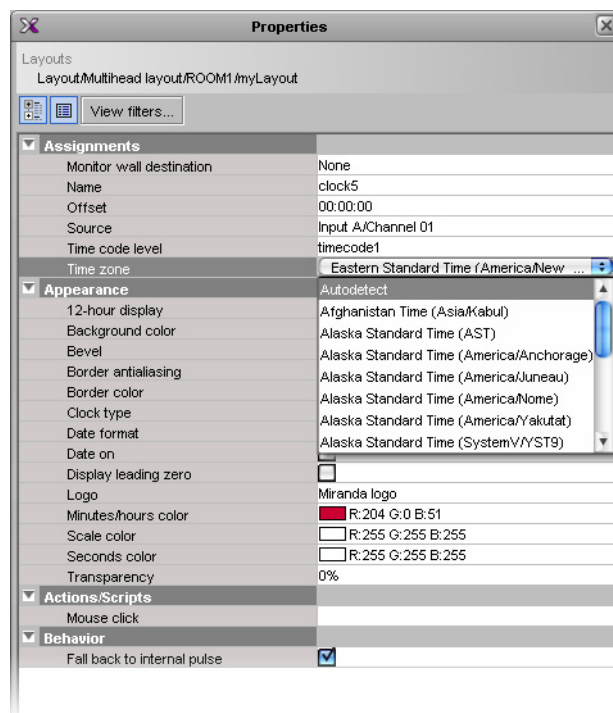 Properties
Layouts
Layout/Multihead layout/ROOM1/myLayout
View filters...
Assignments
Monitor wall destination None
Name clock5
Offset 00:00:00
Source Input A/Channel 01
Time code level timecode1
Time zone Eastern Standard Time (America/New ...
Appearance Autodetect
12-hour display Afghanistan Time (Asia/Kabul)
Background color Alaska Standard Time (AST)
Bevel Alaska Standard Time (America/Anchorage)
Border antialiasing Alaska Standard Time (America/Juneau)
Border color Alaska Standard Time (America/Nome)
Clock type Alaska Standard Time (America/Yakutat)
Date format Alaska Standard Time (SystemV/YST9)
Date on
Display leading zero
Logo Miranda logo
Minutes/hours color R:204 G:0 B:51
Scale color R:255 G:255 B:255
Seconds color R:255 G:255 B:255
Transparency 0%
Actions/Scripts
Mouse click
Behavior
Fall back to internal pulse